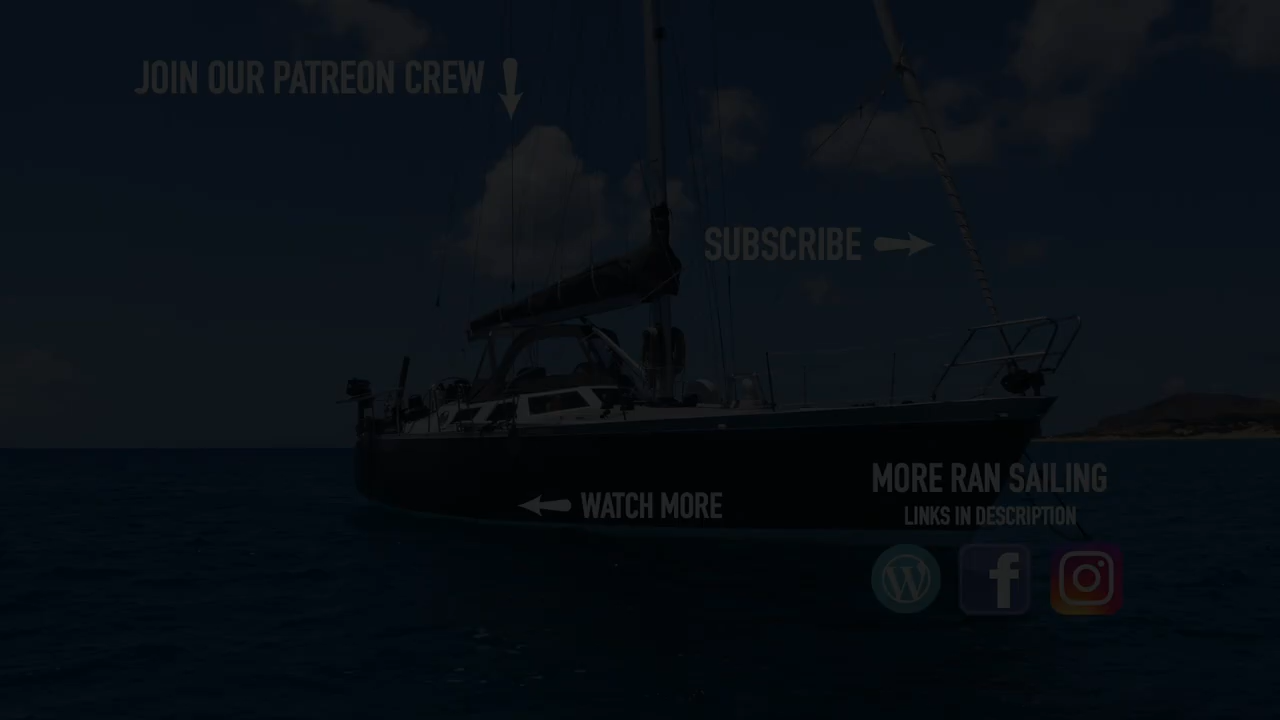 JOIN OUR PATREON CREW
SUBSCRIBE
MORE RAN SAILING
WATCH MORE
LINKS IN DESCRIPTION